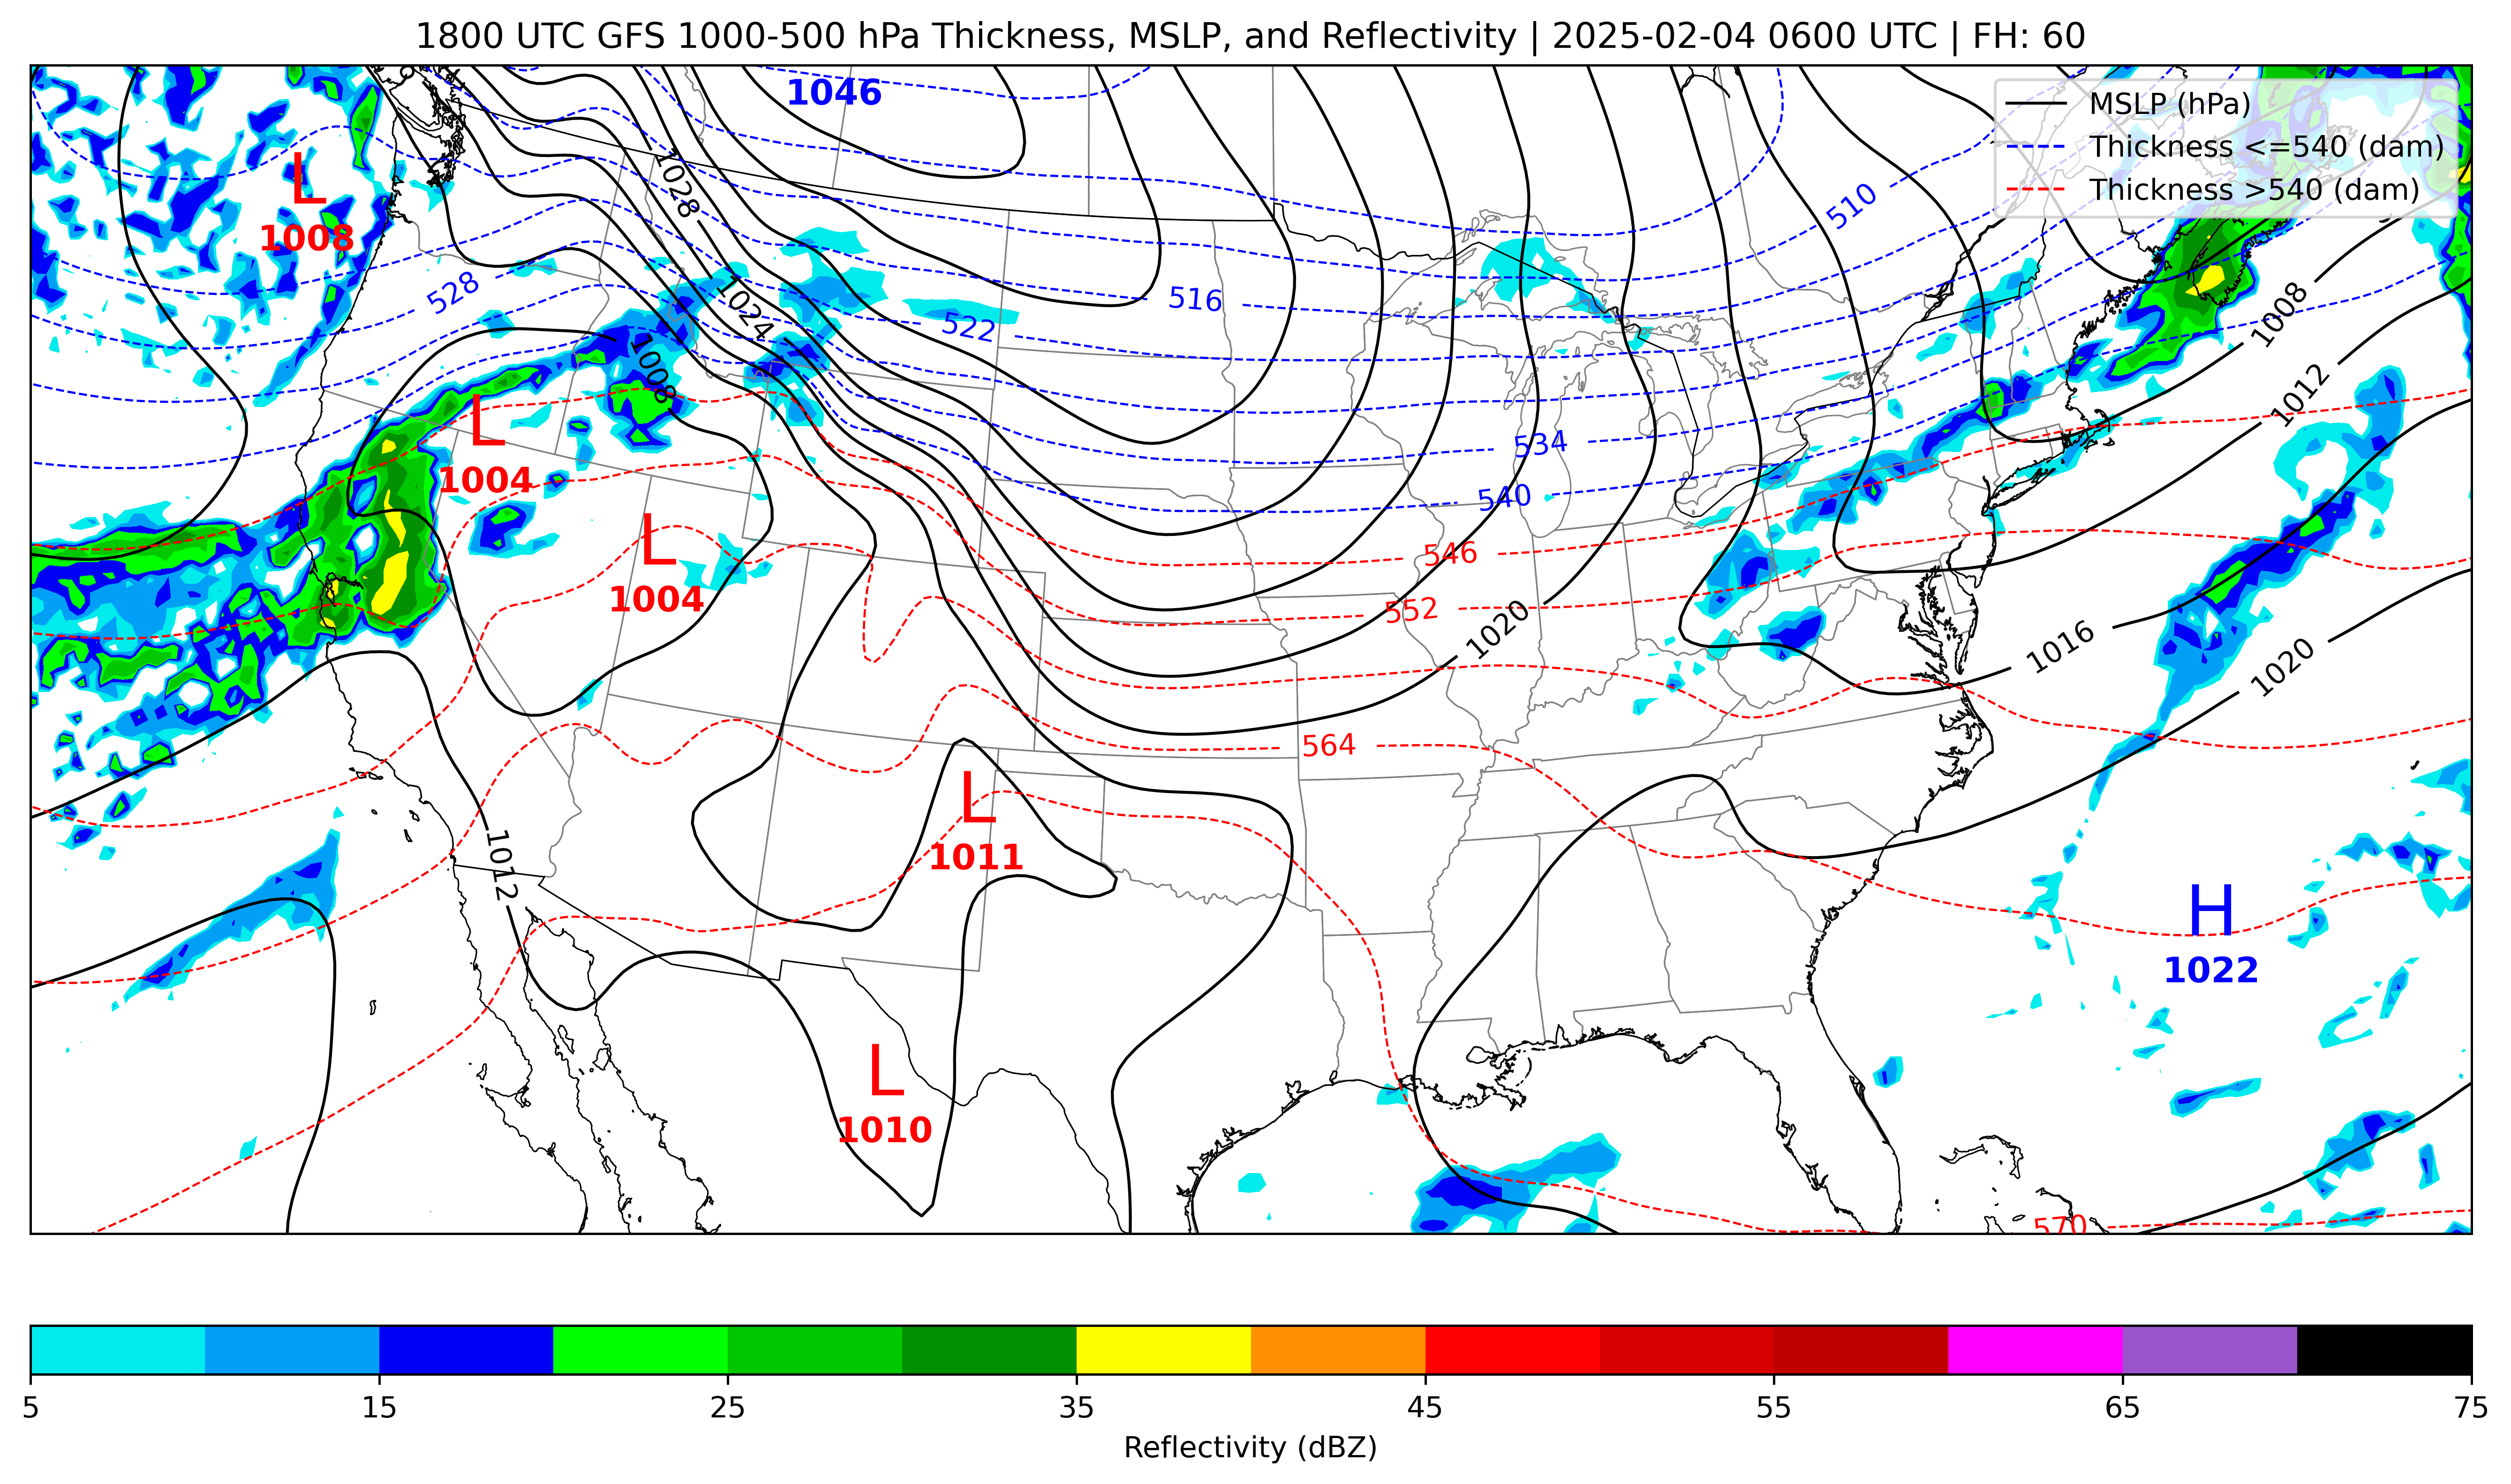 1800 UTC GFS 1000-500 hPa Thickness, MSLP, and Reflectivity | 2025-02-04 0600 UTC | FH: 60
1046
MSLP (hPa)
Thickness <=540 (dam)
Thickness >540 (dam)
L
1008
1028
510
528
1024
516
522
1008
1008
1012
L
1004
534
540
L
1004
546
552
1020
1016
1020
564
L
1011
1012
H
1022
L
1010
570
5 15 25 35 45 55 65 75
Reflectivity (dBZ)